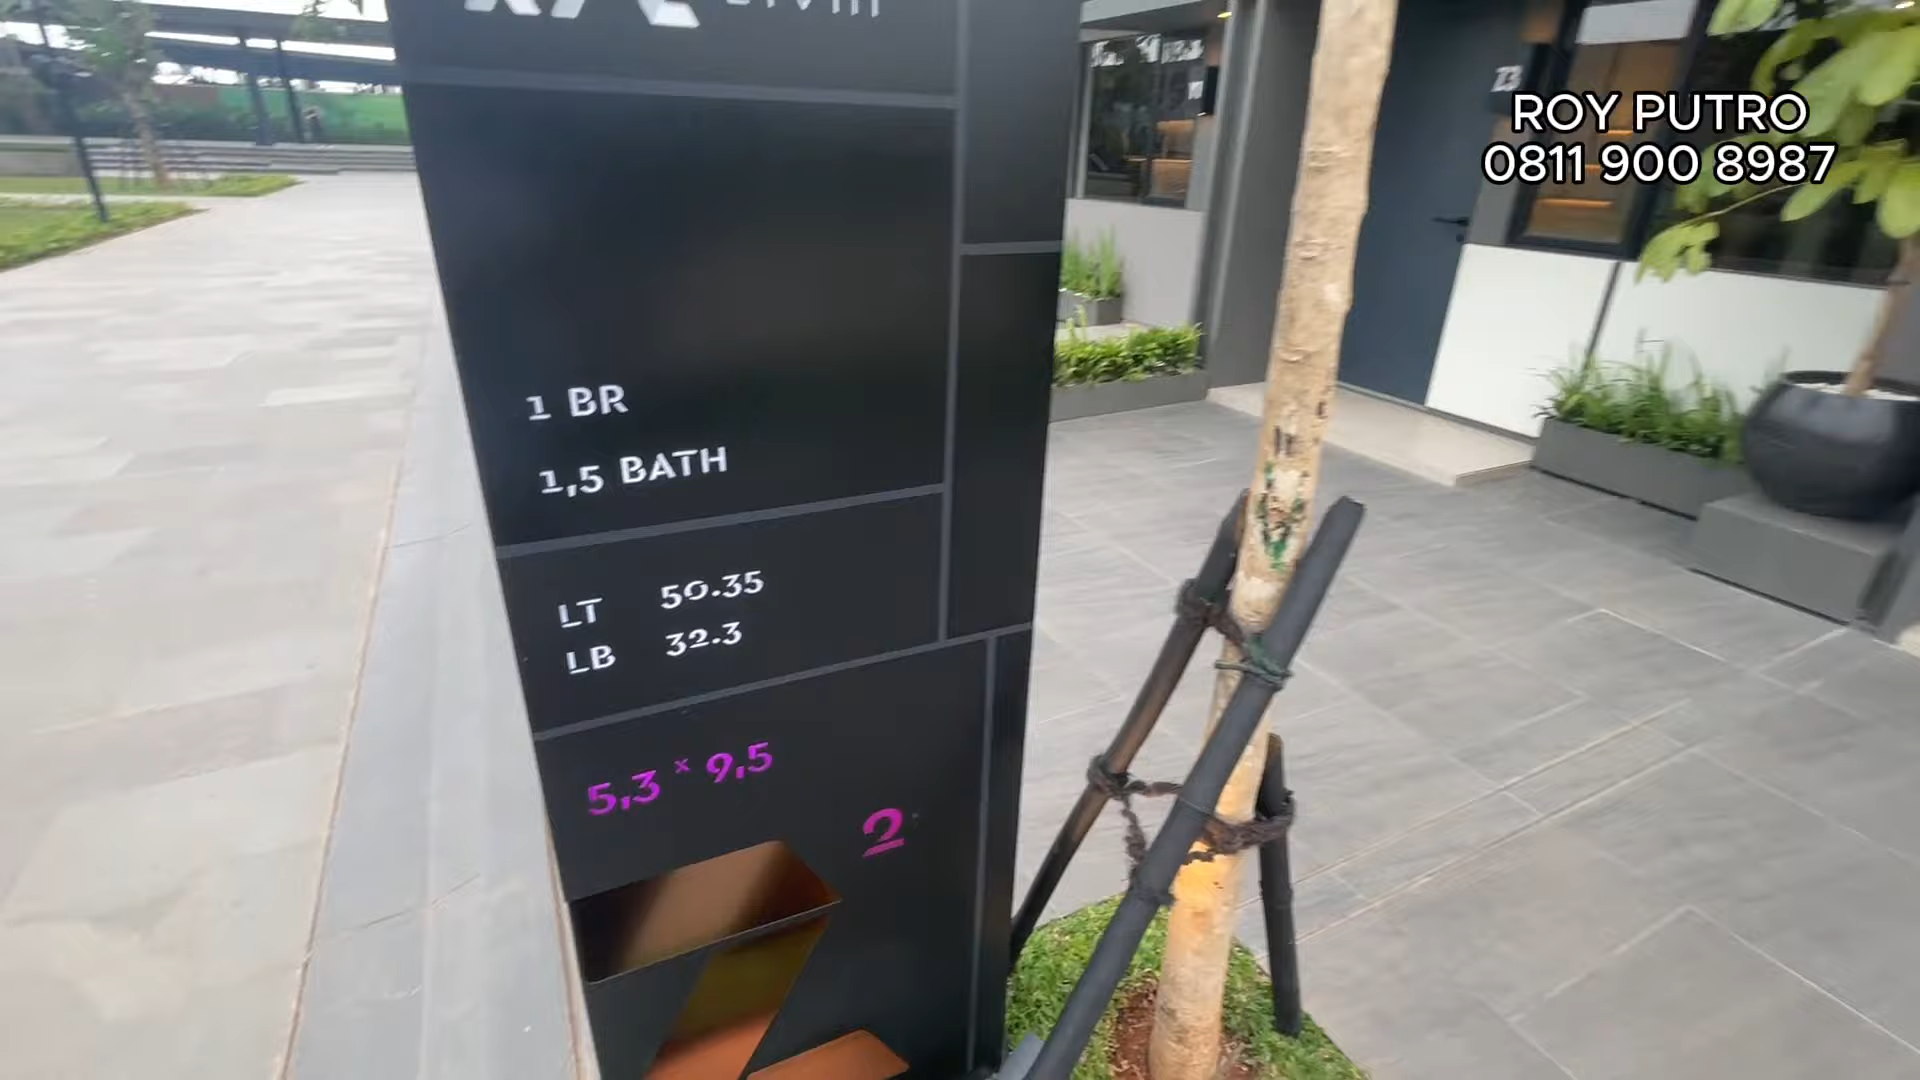 ROY PUTRO
0811 900 8987
1 BR
1,5 BATH
LT 50.35
LB 32.3
5,3 x 9,5
2